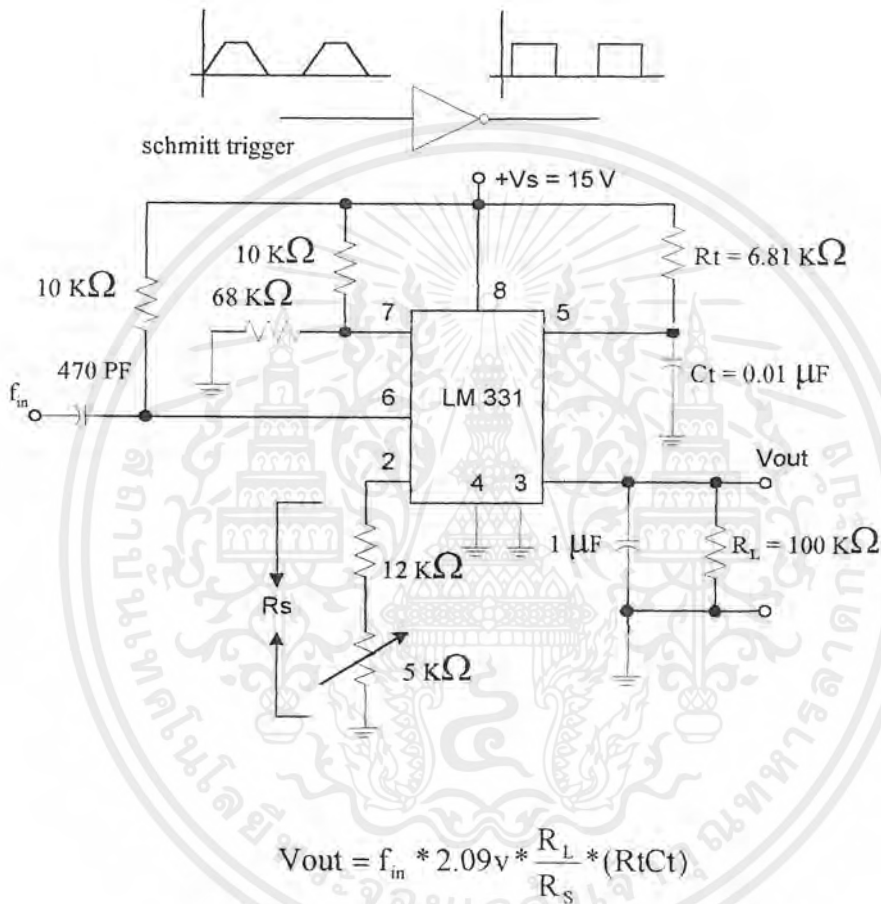 schmitt trigger
+Vs = 15 V
10 KΩ
10 KΩ
Rt = 6.81 KΩ
68 KΩ
8
7
5
470 PF
Ct = 0.01 µF
f_in
6
LM 331
2
4
3
Vout
1 µF
R_L = 100 KΩ
12 KΩ
Rs
5 KΩ
Vout = f_in * 2.09v * R_L/R_S * (RtCt)